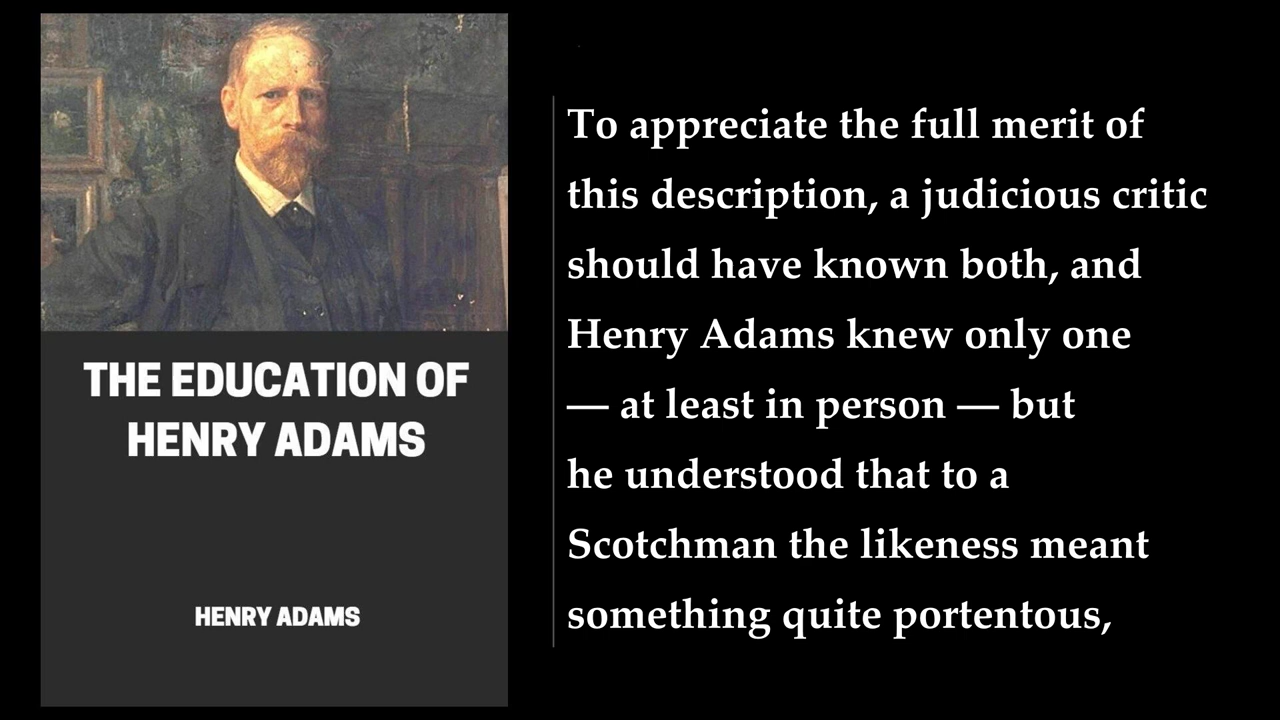 THE EDUCATION OF
HENRY ADAMS
HENRY ADAMS
To appreciate the full merit of
this description, a judicious critic
should have known both, and
Henry Adams knew only one
— at least in person — but
he understood that to a
Scotchman the likeness meant
something quite portentous,